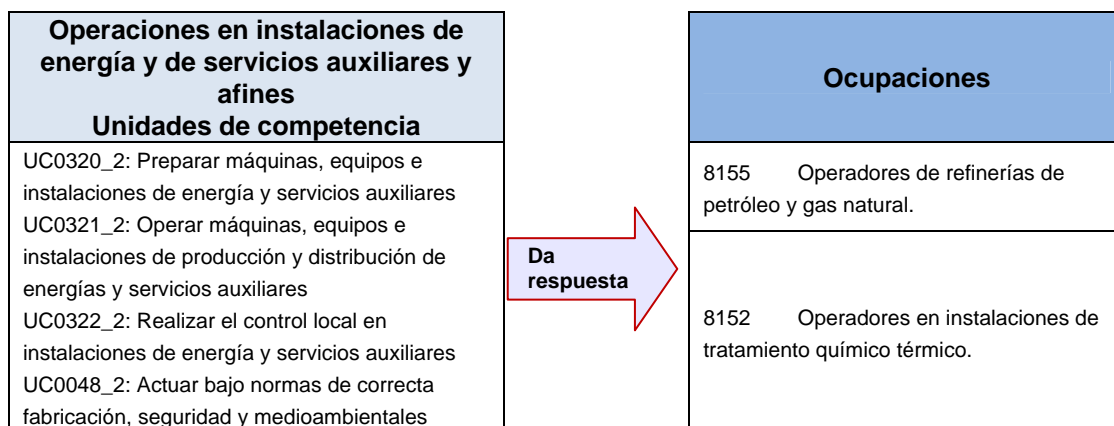 Operaciones en instalaciones de
energía y de servicios auxiliares y
afines
Unidades de competencia
UC0320_2: Preparar máquinas, equipos e
instalaciones de energía y servicios auxiliares
UC0321_2: Operar máquinas, equipos e
instalaciones de producción y distribución de
energías y servicios auxiliares
UC0322_2: Realizar el control local en
instalaciones de energía y servicios auxiliares
UC0048_2: Actuar bajo normas de correcta
fabricación, seguridad y medioambientales
Da
respuesta
Ocupaciones
8155 Operadores de refinerías de
petróleo y gas natural.
8152 Operadores en instalaciones de
tratamiento químico térmico.